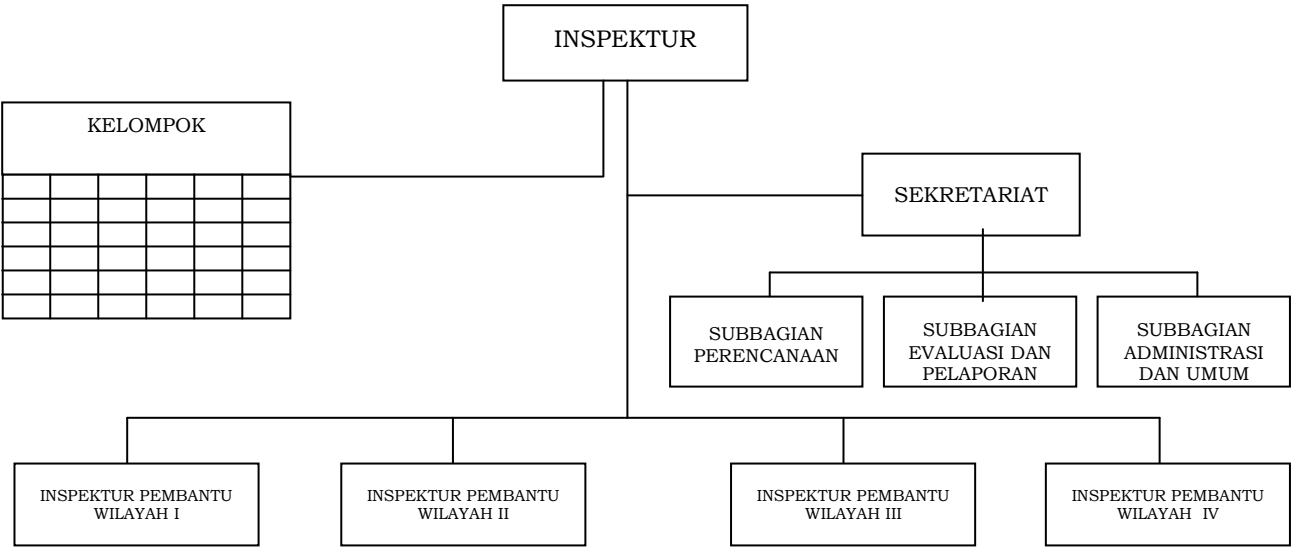 INSPEKTUR
KELOMPOK
SEKRETARIAT
SUBBAGIAN
PERENCANAAN
SUBBAGIAN
EVALUASI DAN
PELAPORAN
SUBBAGIAN
ADMINISTRASI
DAN UMUM
INSPEKTUR PEMBANTU
WILAYAH I
INSPEKTUR PEMBANTU
WILAYAH II
INSPEKTUR PEMBANTU
WILAYAH III
INSPEKTUR PEMBANTU
WILAYAH  IV